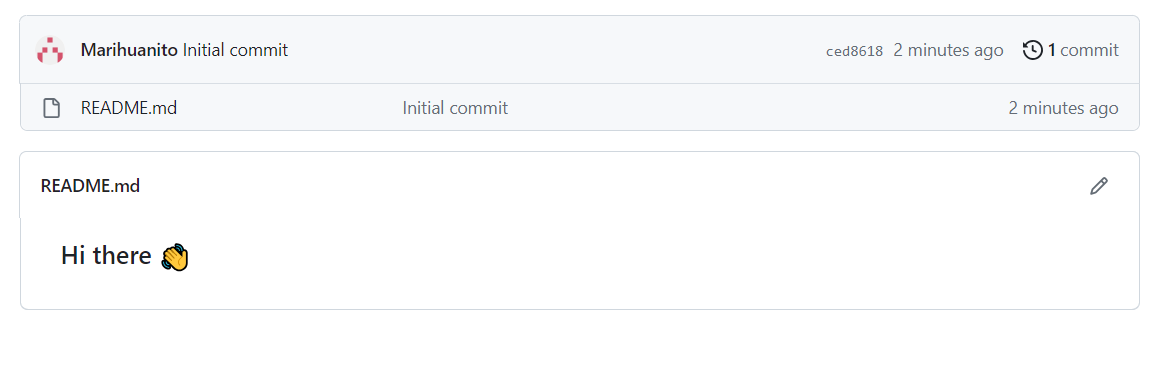 Marihuanito Initial commit ced8618 2 minutes ago 1 commit
README.md Initial commit 2 minutes ago
README.md
Hi there 👋